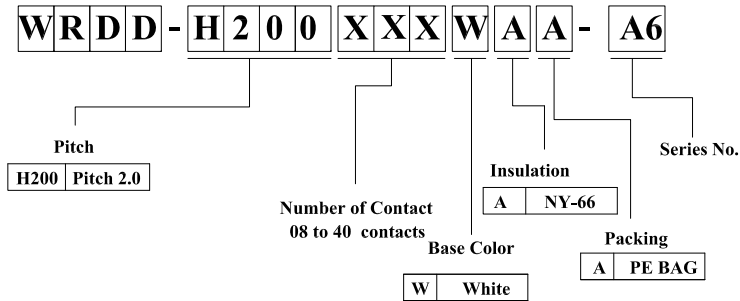 WRDD-H200XXXWAA-A6
Pitch
H200 Pitch 2.0
Number of Contact
08 to 40 contacts
Base Color
W White
Insulation
A NY-66
Packing
A PE BAG
Series No.